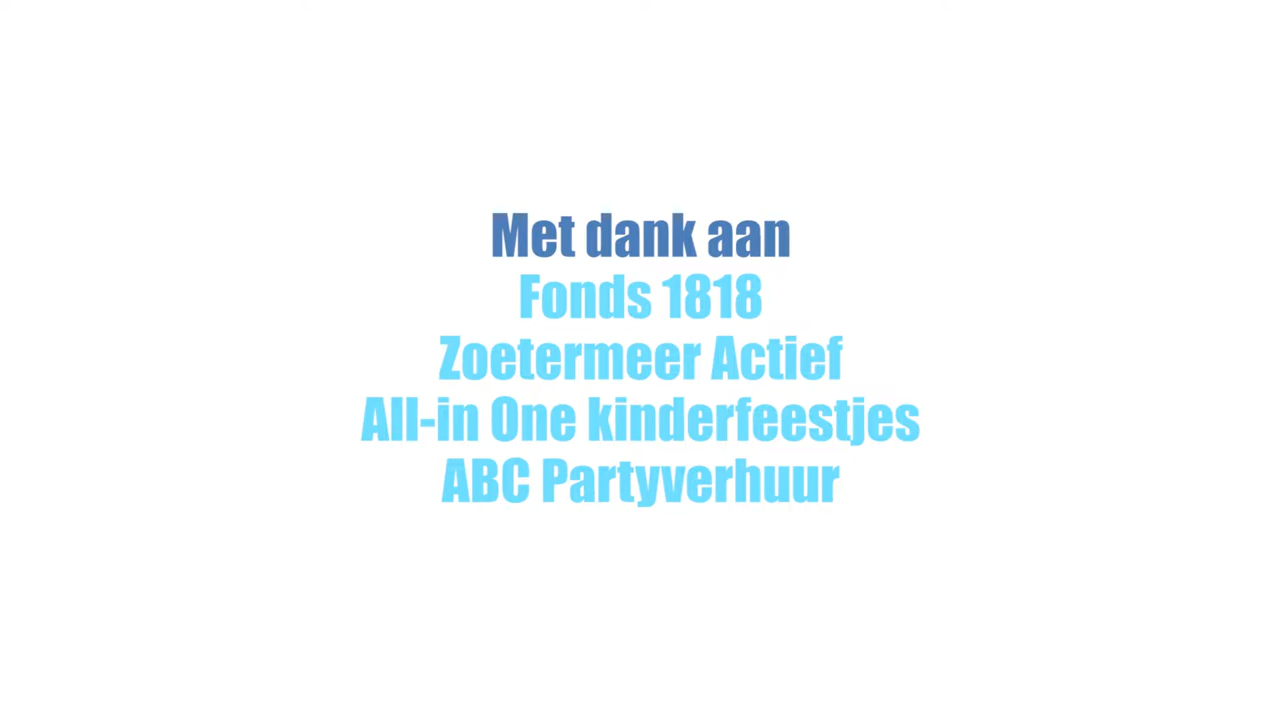 Met dank aan
Fonds 1818
Zoetermeer Actief
All-in One kinderfeestjes
ABC Partyverhuur